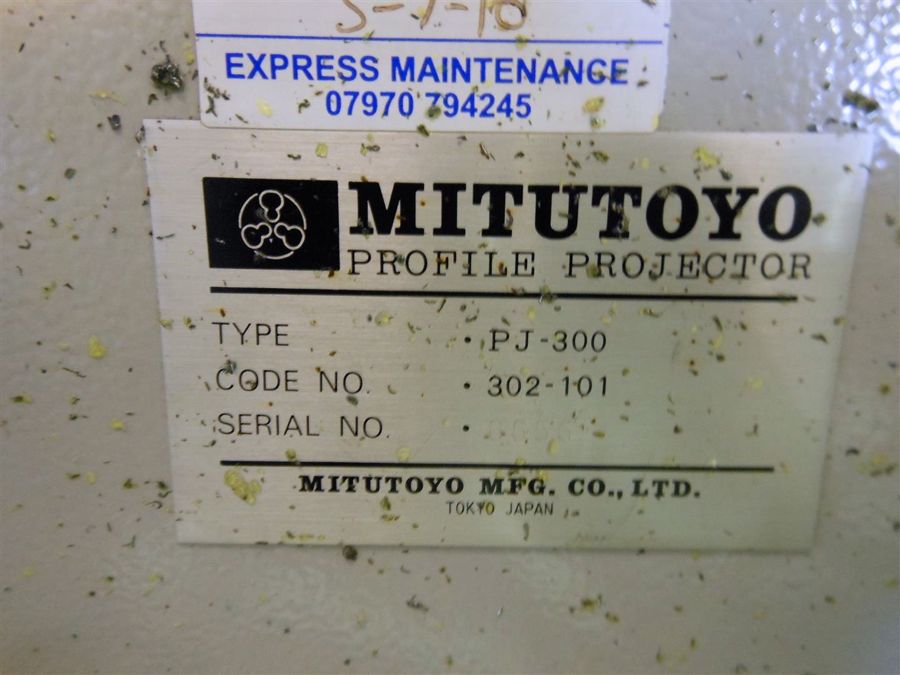 EXPRESS MAINTENANCE
07970 794245
MITUTOYO
PROFILE PROJECTOR
TYPE · PJ-300
CODE NO. · 302-101
SERIAL NO. ·
MITUTOYO MFG. CO., LTD.
TOKYO JAPAN